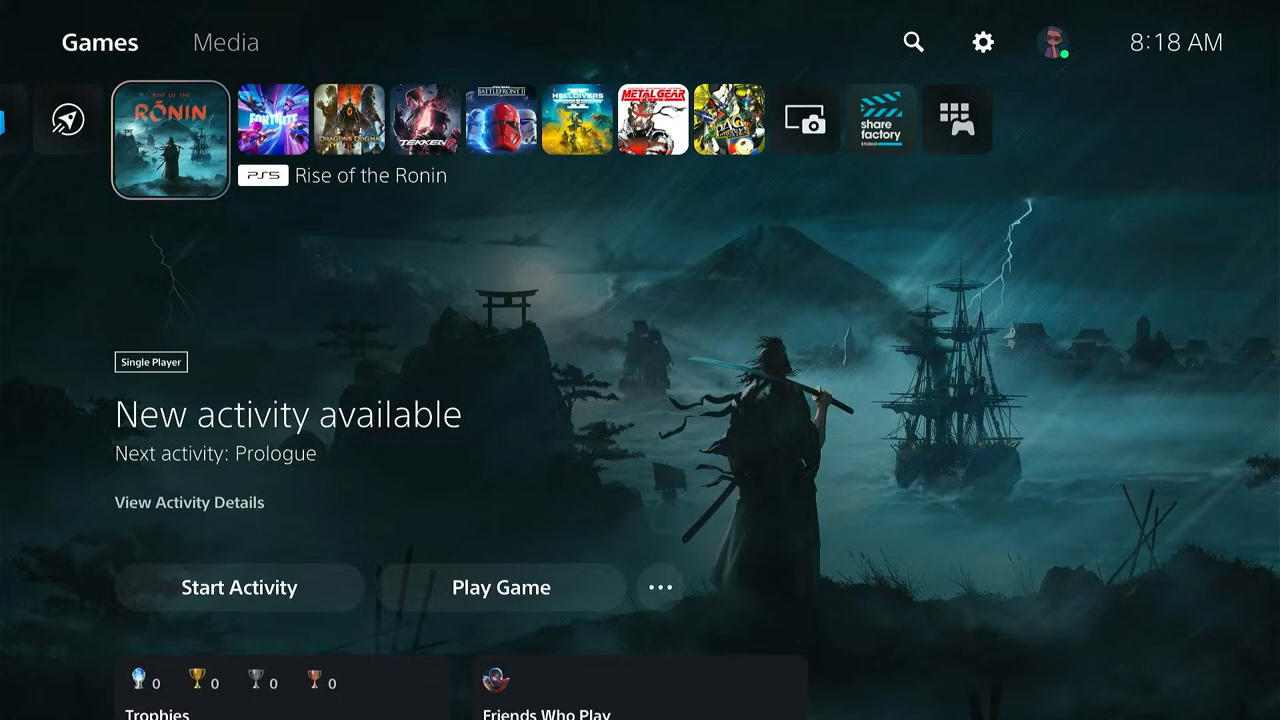 Games
Media
8:18 AM
RISE OF THE
RŌNIN
FORTNITE
DRAGON'S DOGMA
TEKKEN
BATTLEFRONT II
HELLDIVERS
METAL GEAR
share
factory
STUDIO
PS5
Rise of the Ronin
Single Player
New activity available
Next activity: Prologue
View Activity Details
Start Activity
Play Game
0
0
0
0
Trophies
Friends Who Play